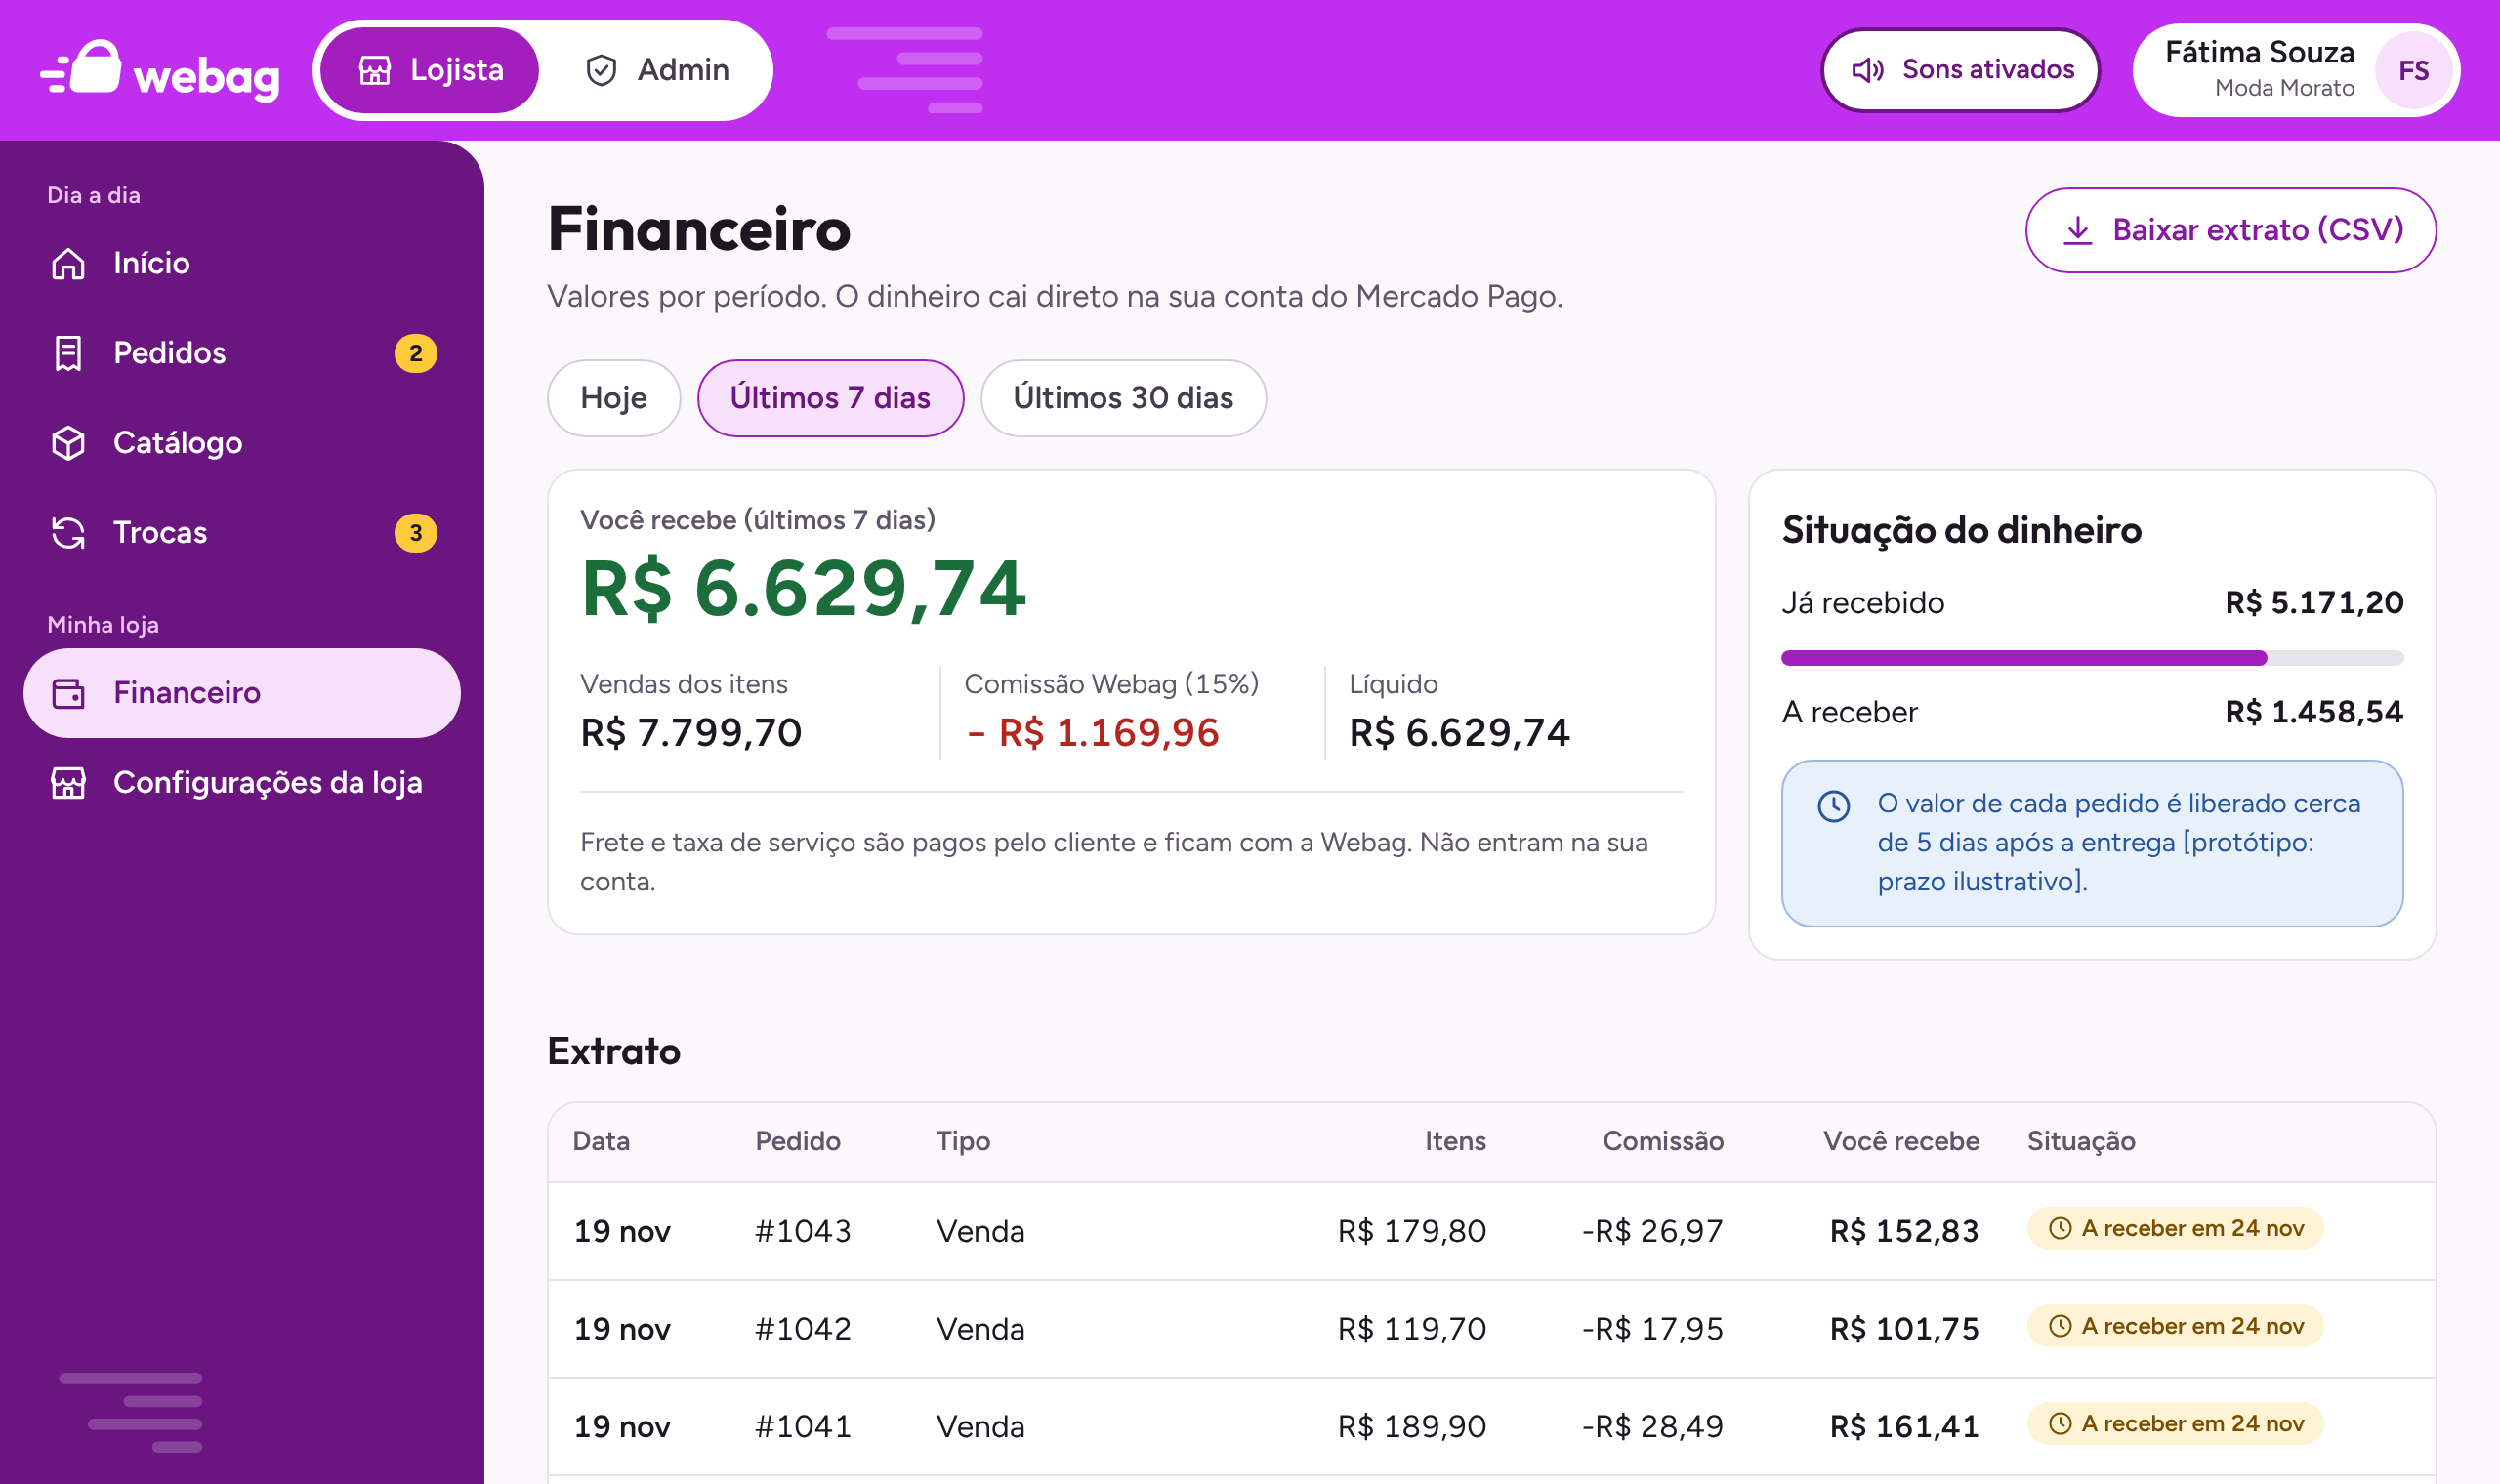 webag
Lojista
Admin
Sons ativados
Fátima Souza
Moda Morato
FS
Dia a dia
Início
Pedidos 2
Catálogo
Trocas 3
Minha loja
Financeiro
Configurações da loja
Financeiro
Baixar extrato (CSV)
Valores por período. O dinheiro cai direto na sua conta do Mercado Pago.
Hoje
Últimos 7 dias
Últimos 30 dias
Você recebe (últimos 7 dias)
R$ 6.629,74
Vendas dos itens
R$ 7.799,70
Comissão Webag (15%)
− R$ 1.169,96
Líquido
R$ 6.629,74
Frete e taxa de serviço são pagos pelo cliente e ficam com a Webag. Não entram na sua
conta.
Situação do dinheiro
Já recebido R$ 5.171,20
A receber R$ 1.458,54
O valor de cada pedido é liberado cerca
de 5 dias após a entrega [protótipo:
prazo ilustrativo].
Extrato
Data Pedido Tipo Itens Comissão Você recebe Situação
19 nov #1043 Venda R$ 179,80 -R$ 26,97 R$ 152,83 A receber em 24 nov
19 nov #1042 Venda R$ 119,70 -R$ 17,95 R$ 101,75 A receber em 24 nov
19 nov #1041 Venda R$ 189,90 -R$ 28,49 R$ 161,41 A receber em 24 nov